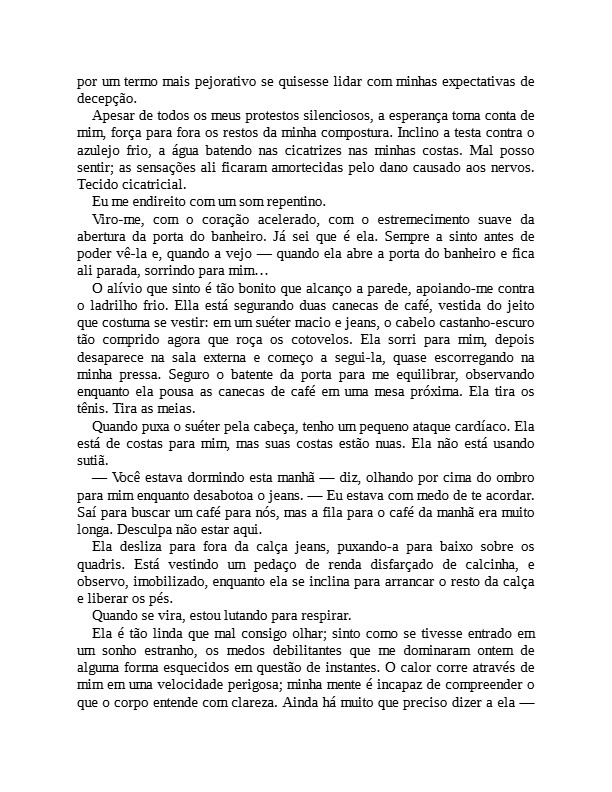 por um termo mais pejorativo se quisesse lidar com minhas expectativas de
decepção.
Apesar de todos os meus protestos silenciosos, a esperança toma conta de
mim, força para fora os restos da minha compostura. Inclino a testa contra o
azulejo frio, a água batendo nas cicatrizes nas minhas costas. Mal posso
sentir; as sensações ali ficaram amortecidas pelo dano causado aos nervos.
Tecido cicatricial.
Eu me endireito com um som repentino.
Viro-me, com o coração acelerado, com o estremecimento suave da
abertura da porta do banheiro. Já sei que é ela. Sempre a sinto antes de
poder vê-la e, quando a vejo — quando ela abre a porta do banheiro e fica
ali parada, sorrindo para mim…
O alívio que sinto é tão bonito que alcanço a parede, apoiando-me contra
o ladrilho frio. Ella está segurando duas canecas de café, vestida do jeito
que costuma se vestir: em um suéter macio e jeans, o cabelo castanho-escuro
tão comprido agora que roça os cotovelos. Ela sorri para mim, depois
desaparece na sala externa e começo a segui-la, quase escorregando na
minha pressa. Seguro o batente da porta para me equilibrar, observando
enquanto ela pousa as canecas de café em uma mesa próxima. Ela tira os
tênis. Tira as meias.
Quando puxa o suéter pela cabeça, tenho um pequeno ataque cardíaco. Ela
está de costas para mim, mas suas costas estão nuas. Ela não está usando
sutiã.
— Você estava dormindo esta manhã — diz, olhando por cima do ombro
para mim enquanto desabotoa o jeans. — Eu estava com medo de te acordar.
Saí para buscar um café para nós, mas a fila para o café da manhã era muito
longa. Desculpa não estar aqui.
Ela desliza para fora da calça jeans, puxando-a para baixo sobre os
quadris. Está vestindo um pedaço de renda disfarçado de calcinha, e
observo, imobilizado, enquanto ela se inclina para arrancar o resto da calça
e liberar os pés.
Quando se vira, estou lutando para respirar.
Ela é tão linda que mal consigo olhar; sinto como se tivesse entrado em
um sonho estranho, os medos debilitantes que me dominaram ontem de
alguma forma esquecidos em questão de instantes. O calor corre através de
mim em uma velocidade perigosa; minha mente é incapaz de compreender o
que o corpo entende com clareza. Ainda há muito que preciso dizer a ela —